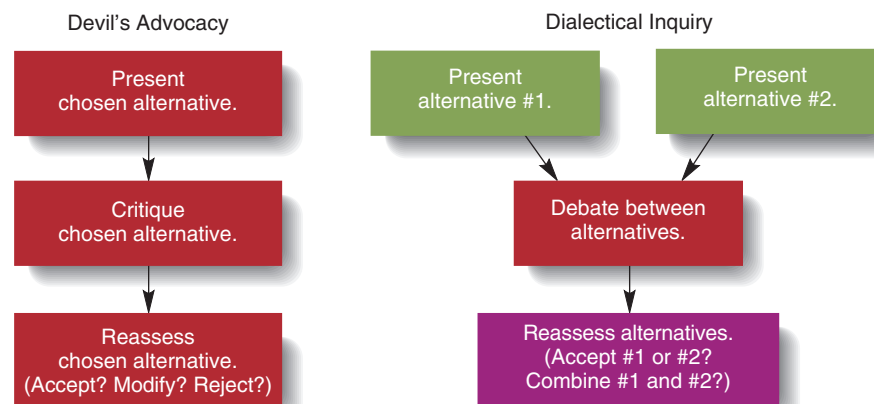 Devil's Advocacy
Present
chosen alternative.
Critique
chosen alternative.
Reassess
chosen alternative.
(Accept? Modify? Reject?)
Dialectical Inquiry
Present
alternative #1.
Present
alternative #2.
Debate between
alternatives.
Reassess alternatives.
(Accept #1 or #2?
Combine #1 and #2?)